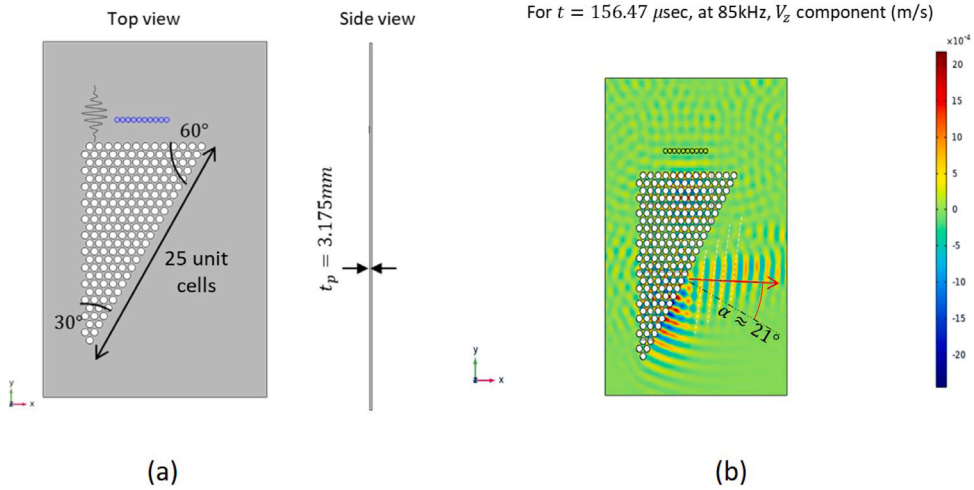 Top view
Side view
For t = 156.47 μsec, at 85kHz, V_z component (m/s)
×10⁻⁴
60°
25 unit
cells
30°
t_p = 3.175mm
y
x
α ≈ 21°
y
x
20
15
10
5
0
-5
-10
-15
-20
(a)
(b)